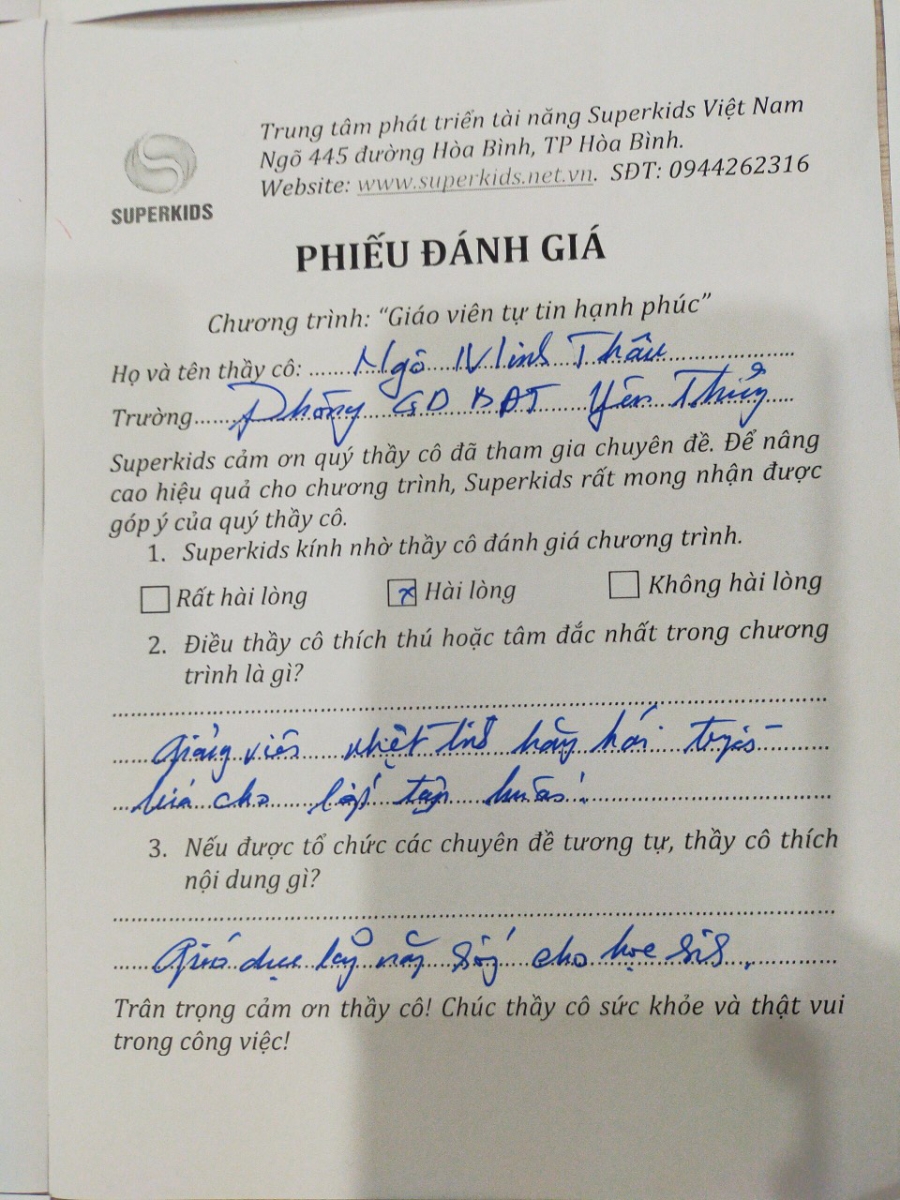 SUPERKIDS
Trung tâm phát triển tài năng Superkids Việt Nam
Ngõ 445 đường Hòa Bình, TP Hòa Bình.
Website: www.superkids.net.vn. SĐT: 0944262316
PHIẾU ĐÁNH GIÁ
Chương trình: “Giáo viên tự tin hạnh phúc”
Họ và tên thầy cô: Ngô Minh Thâu
Trường Phòng GD & ĐT Yên Thủy
Superkids cảm ơn quý thầy cô đã tham gia chuyên đề. Để nâng
cao hiệu quả cho chương trình, Superkids rất mong nhận được
góp ý của quý thầy cô.
1. Superkids kính nhờ thầy cô đánh giá chương trình.
Rất hài lòng x Hài lòng Không hài lòng
2. Điều thầy cô thích thú hoặc tâm đắc nhất trong chương
trình là gì?
Giảng viên nhiệt tình hăng hái
cho lớp tập huấn.
3. Nếu được tổ chức các chuyên đề tương tự, thầy cô thích
nội dung gì?
Giáo dục kỹ năng sống cho học sinh.
Trân trọng cảm ơn thầy cô! Chúc thầy cô sức khỏe và thật vui
trong công việc!